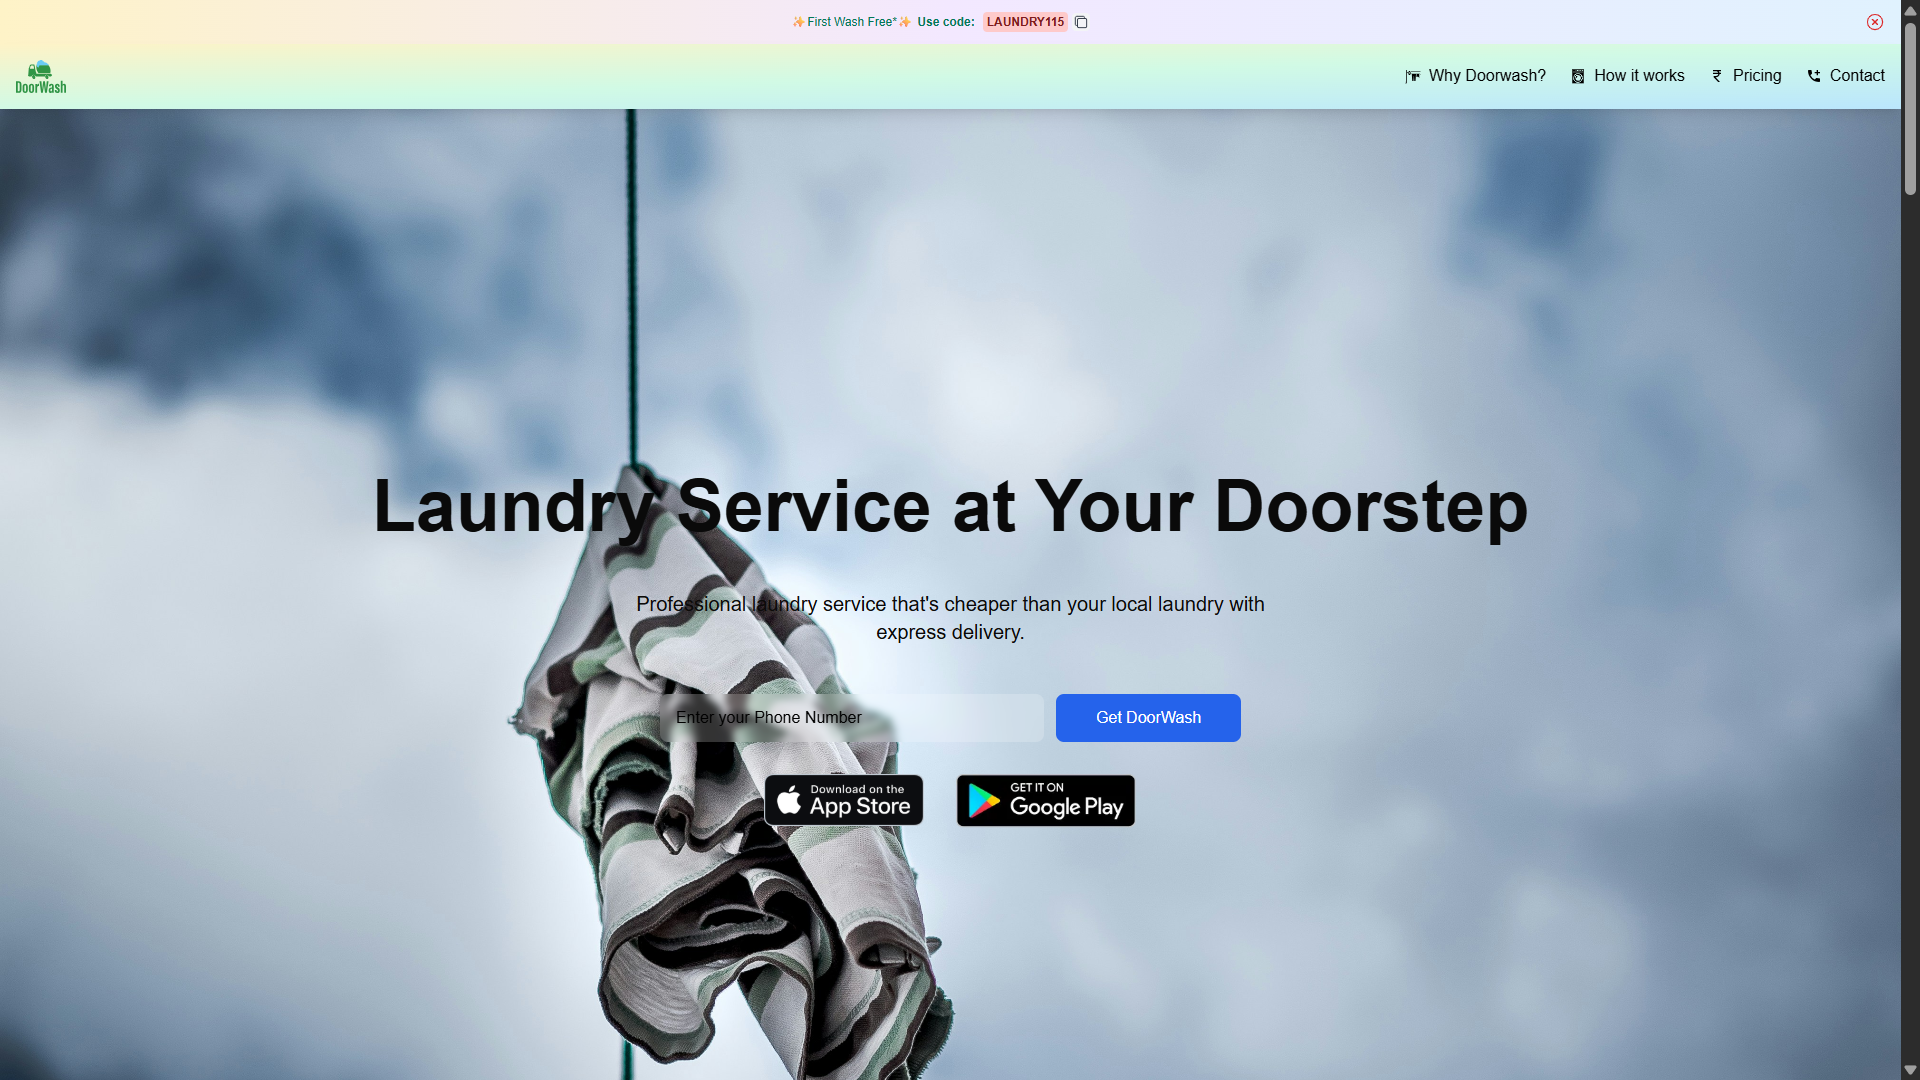 ✨First Wash Free*✨ Use code: LAUNDRY115
DoorWash
Why Doorwash?
How it works
₹ Pricing
Contact
Laundry Service at Your Doorstep
Professional laundry service that's cheaper than your local laundry with
express delivery.
Enter your Phone Number
Get DoorWash
Download on the
App Store
GET IT ON
Google Play